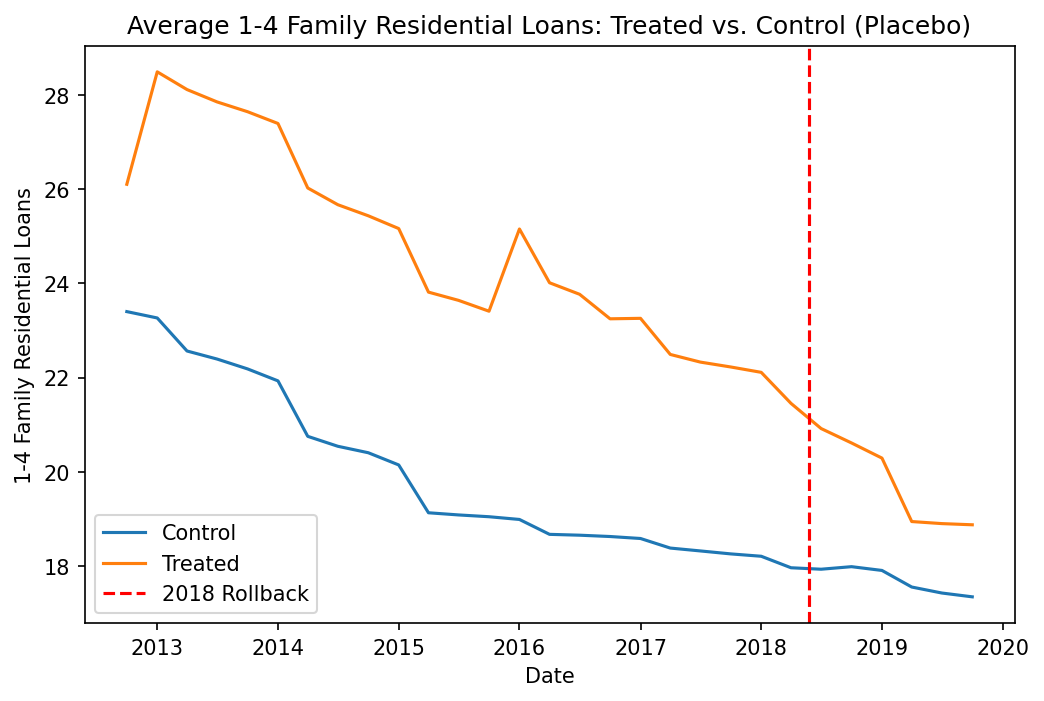 Average 1-4 Family Residential Loans: Treated vs. Control (Placebo)
1-4 Family Residential Loans
28
26
24
22
20
18
Control
Treated
2018 Rollback
2013 2014 2015 2016 2017 2018 2019 2020
Date